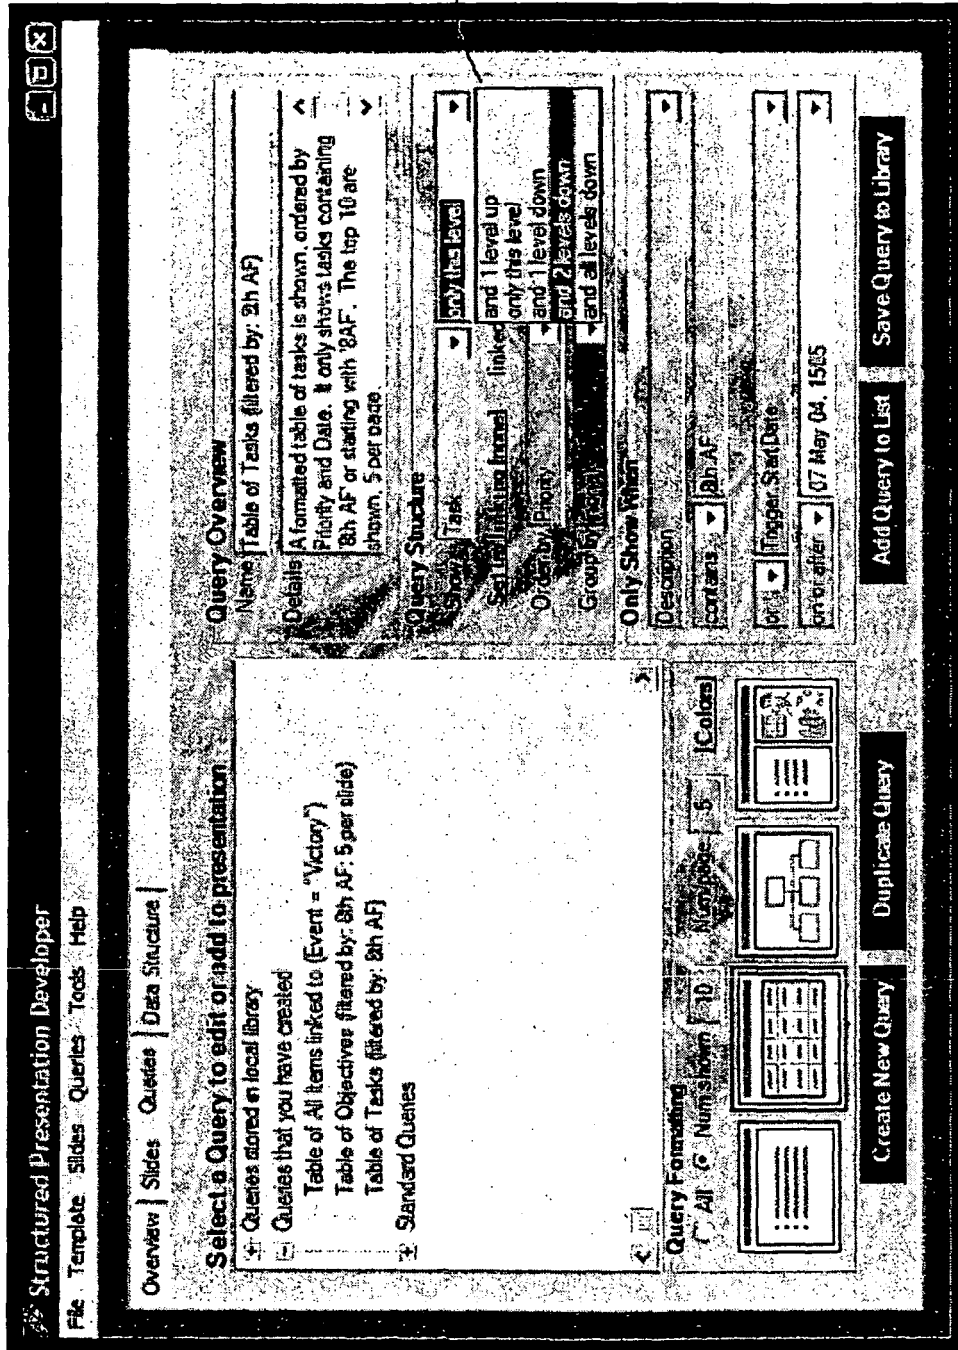 Structured Presentation Developer
File Template Slides Queries Tools Help
Overview Slides Queries Data Structure
Select a Query to edit or add to presentation
Queries stored in local library
Queries that you have created
Table of All Items linked to (Event = "Victory")
Table of Objectives (filtered by: 8th AF: 5 per slide)
Table of Tasks (filtered by: 8th AF)
Standard Queries
Query Formatting
All Num shown 10 Num/page 5 Colors
Query Overview
Name Table of Tasks (filtered by: 8th AF)
Details A formatted table of tasks is shown, ordered by
Priority and Date. It only shows tasks containing
'8th AF' or starting with '8AF'. The top 10 are
shown, 5 per page.
Query Stucture
Show Task only this level
and 1 level up
only this level
and 1 level down
and 2 levels down
and all levels down
linked
Order by Priority
Group by
Only Show When
Description
contains 8th AF
or Trigger Start Date
on or after 07 May 04, 1505
Create New Query Duplicate Query Add Query to List Save Query to Library